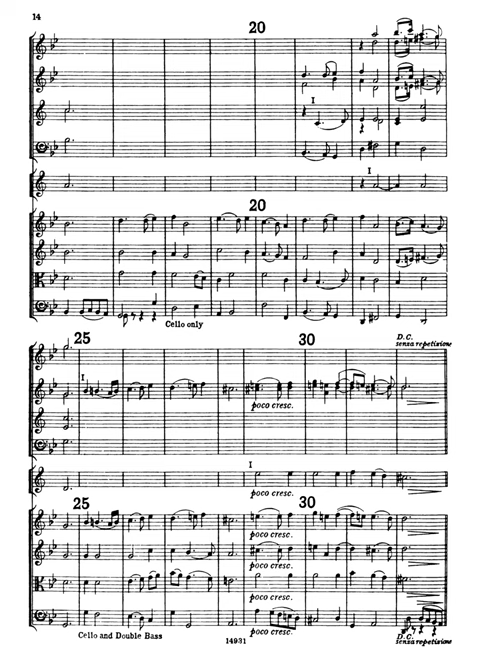 14
20
I
I
20
Cello only
25
30
D.C.
senza repetizione
I
poco cresc.
I
poco cresc.
25
30
poco cresc.
poco cresc.
poco cresc.
poco cresc.
Cello and Double Bass
14931
D.C.
senza repetizione